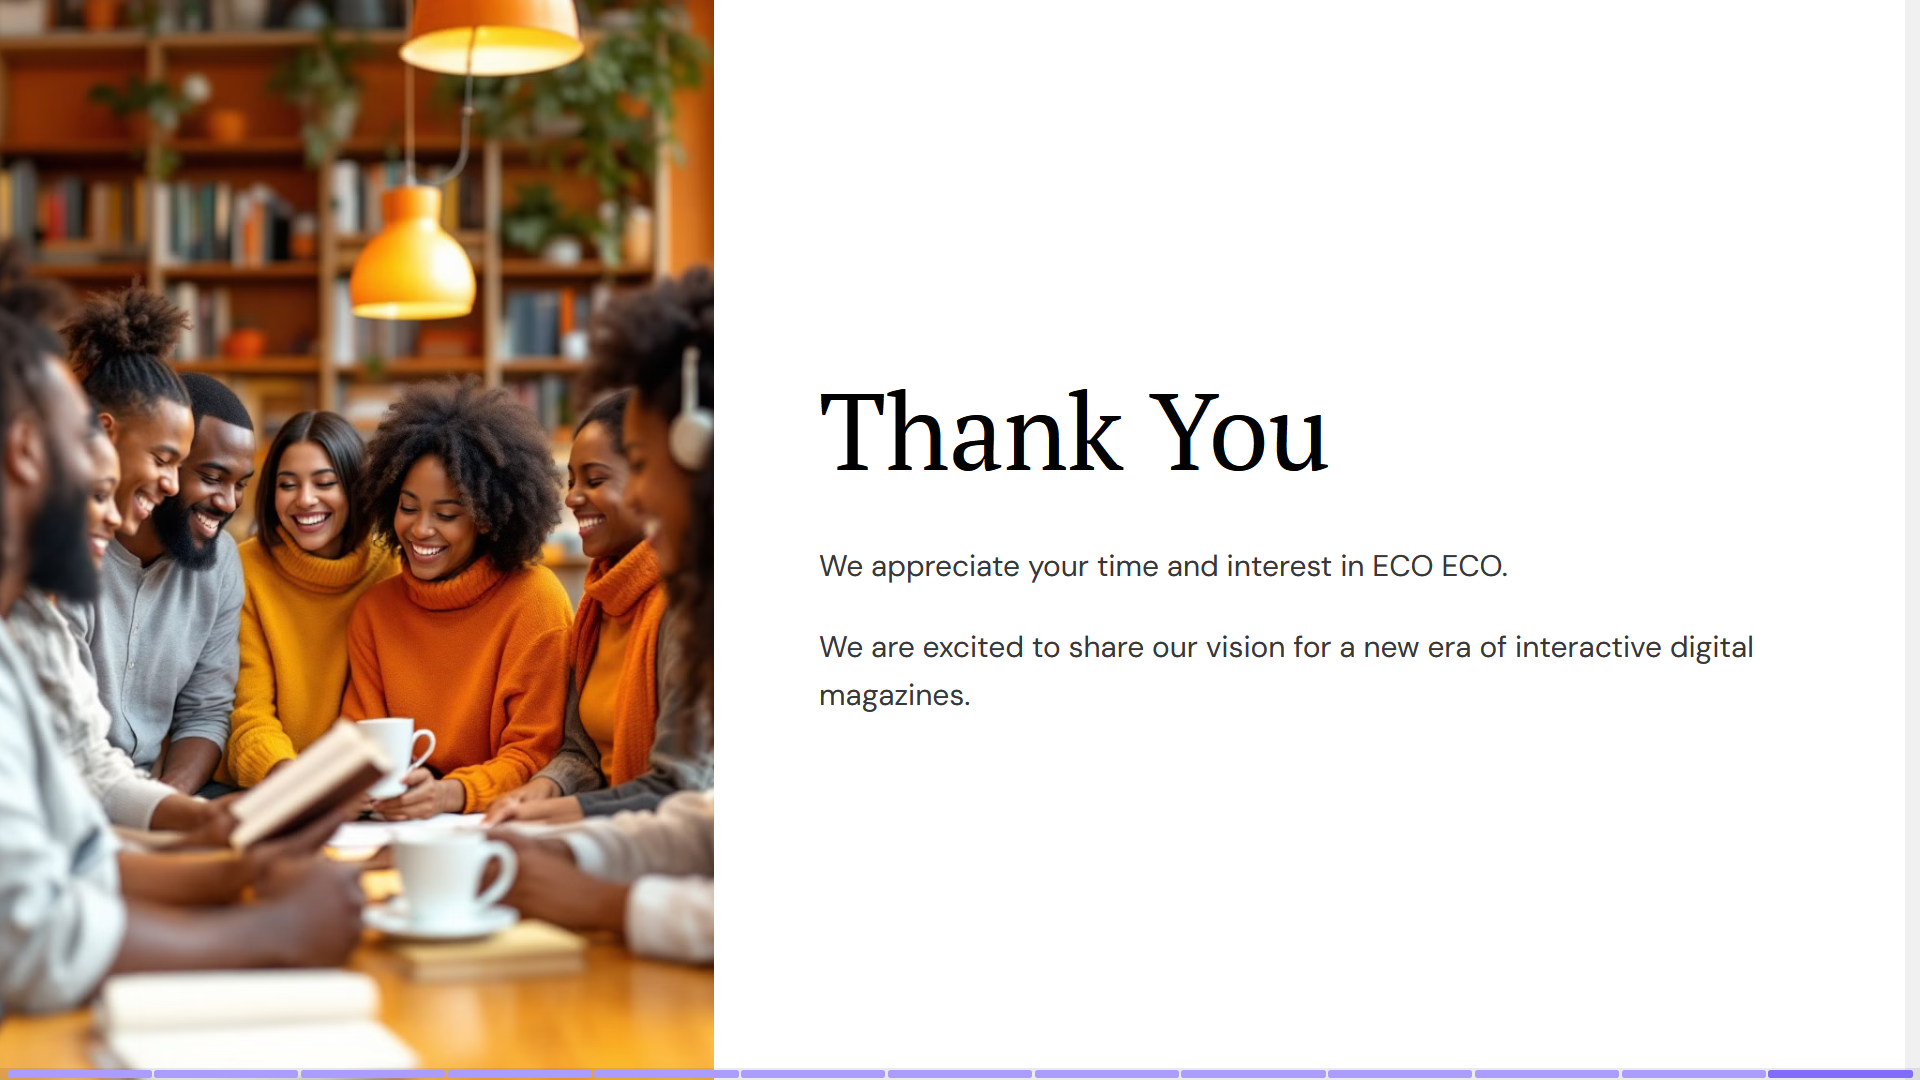 Thank You
We appreciate your time and interest in ECO ECO.
We are excited to share our vision for a new era of interactive digital
magazines.